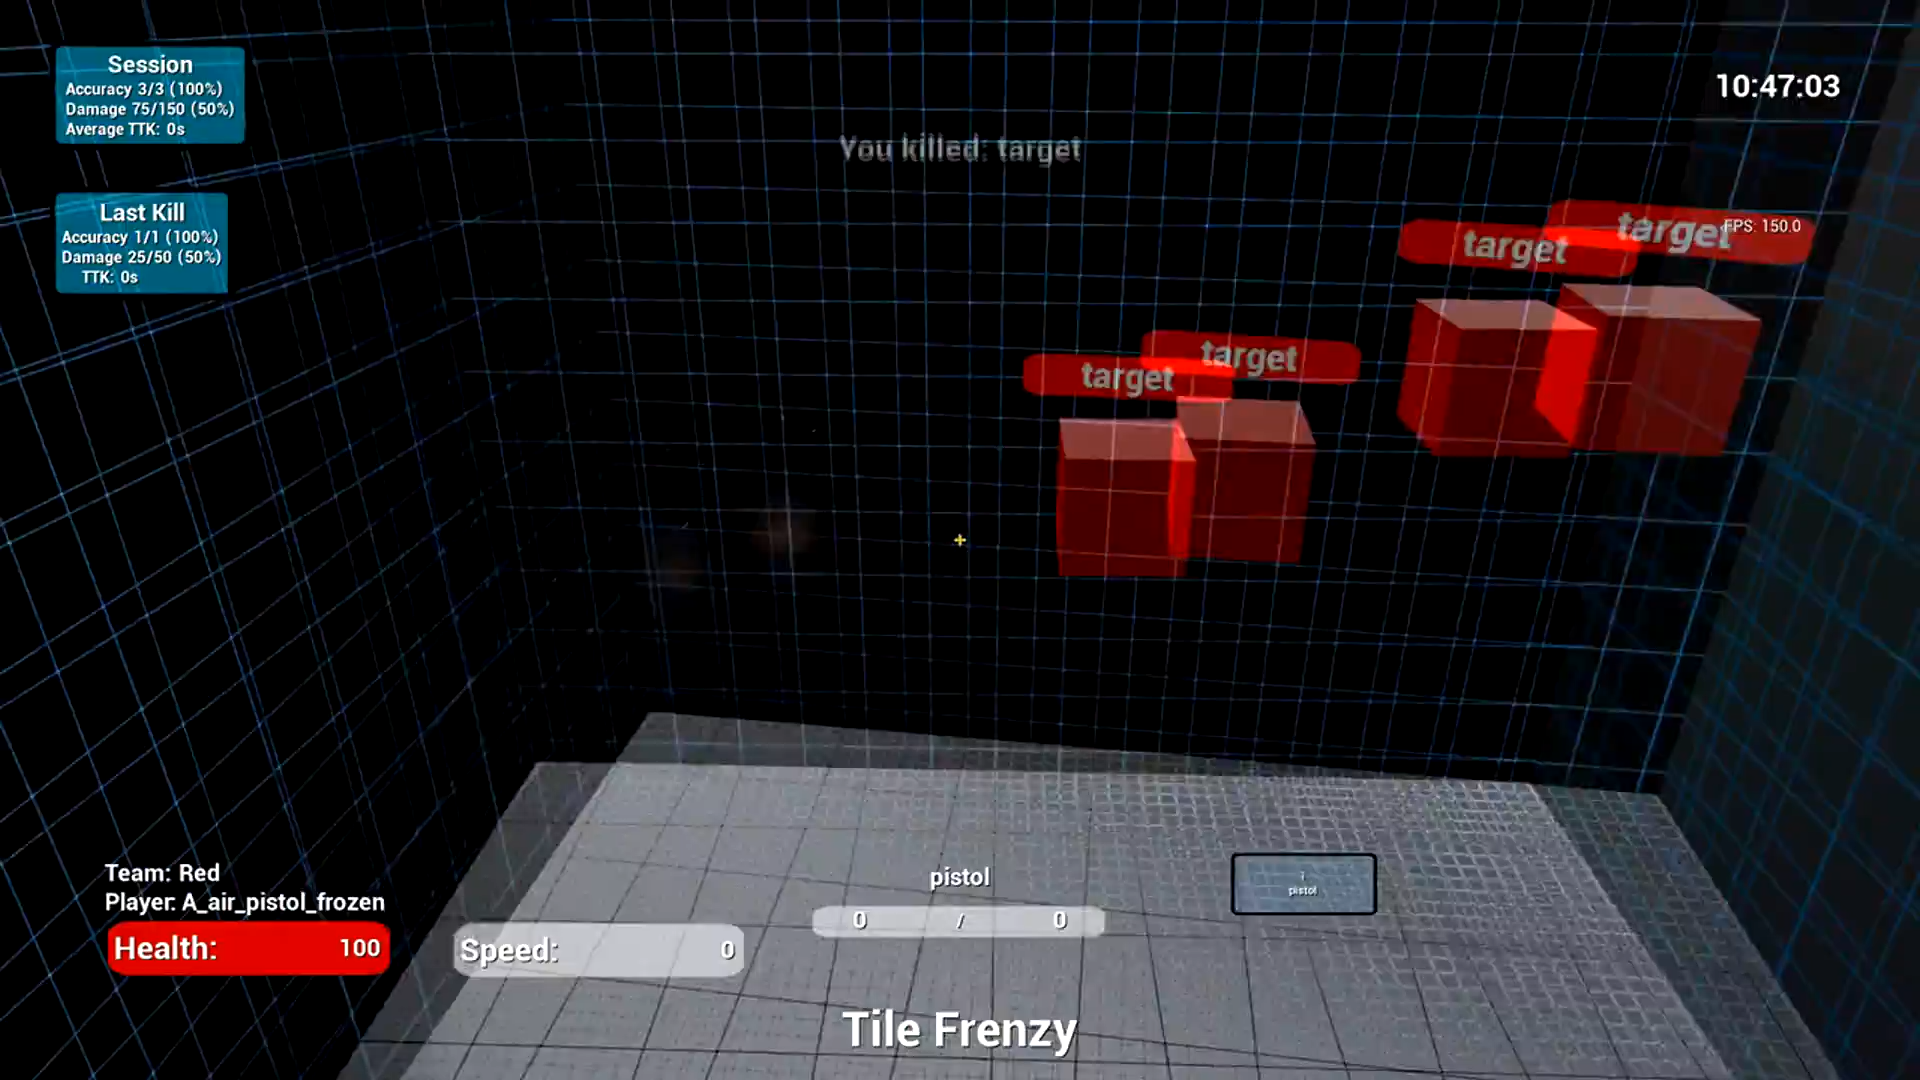 Session
Accuracy 3/3 (100%)
Damage 75/150 (50%)
Average TTK: 0s
10:47:03
You killed: target
Last Kill
Accuracy 1/1 (100%)
Damage 25/50 (50%)
TTK: 0s
target
target
FPS: 150.0
target
target
Team: Red
Player: A_air_pistol_frozen
Health: 100
Speed: 0
pistol
0 / 0
pistol
Tile Frenzy